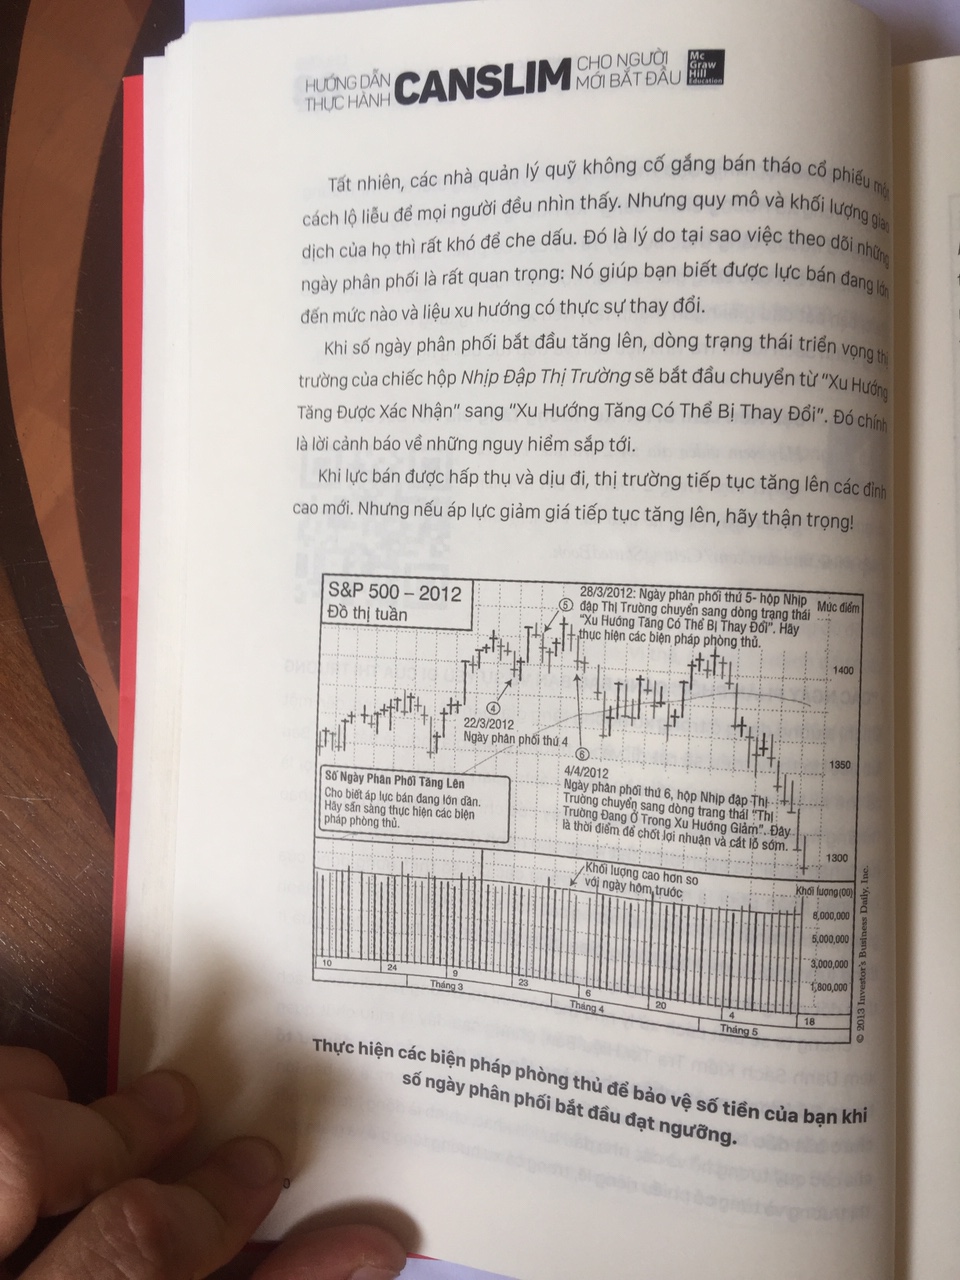 HƯỚNG DẪN
THỰC HÀNH
CANSLIM
CHO NGƯỜI
MỚI BẮT ĐẦU
Mc
Graw
Hill
Education
Tất nhiên, các nhà quản lý quỹ không cố gắng bán tháo cổ phiếu một
cách lộ liễu để mọi người đều nhìn thấy. Nhưng quy mô và khối lượng giao
dịch của họ thì rất khó để che dấu. Đó là lý do tại sao việc theo dõi những
ngày phân phối là rất quan trọng: Nó giúp bạn biết được lực bán đang lớn
đến mức nào và liệu xu hướng có thực sự thay đổi.
Khi số ngày phân phối bắt đầu tăng lên, dòng trạng thái triển vọng thị
trường của chiếc hộp Nhịp Đập Thị Trường sẽ bắt đầu chuyển từ “Xu Hướng
Tăng Được Xác Nhận” sang “Xu Hướng Tăng Có Thể Bị Thay Đổi”. Đó chính
là lời cảnh báo về những nguy hiểm sắp tới.
Khi lực bán được hấp thụ và dịu đi, thị trường tiếp tục tăng lên các đỉnh
cao mới. Nhưng nếu áp lực giảm giá tiếp tục tăng lên, hãy thận trọng!
S&P 500 – 2012
Đồ thị tuần
28/3/2012: Ngày phân phối thứ 5- hộp Nhịp
đập Thị Trường chuyển sang dòng trạng thái
“Xu Hướng Tăng Có Thể Bị Thay Đổi”. Hãy
thực hiện các biện pháp phòng thủ.
Mức điểm
5
1400
4
22/3/2012
Ngày phân phối thứ 4
6
1350
4/4/2012
Ngày phân phối thứ 6, hộp Nhịp đập Thị
Trường chuyển sang dòng trang thái “Thị
Trường Đang Ở Trong Xu Hướng Giảm”. Đây
là thời điểm để chốt lợi nhuận và cắt lỗ sớm.
Số Ngày Phân Phối Tăng Lên
Cho biết áp lực bán đang lớn dần.
Hãy sẵn sàng thực hiện các biện
pháp phòng thủ.
1300
Khối lượng cao hơn so
với ngày hôm trước
Khối lượng(00)
8,000,000
5,000,000
3,000,000
1,800,000
10 24 9 23 6 20 4 18
Tháng 3 Tháng 4 Tháng 5
© 2013 Investor's Business Daily, Inc.
Thực hiện các biện pháp phòng thủ để bảo vệ số tiền của bạn khi
số ngày phân phối bắt đầu đạt ngưỡng.